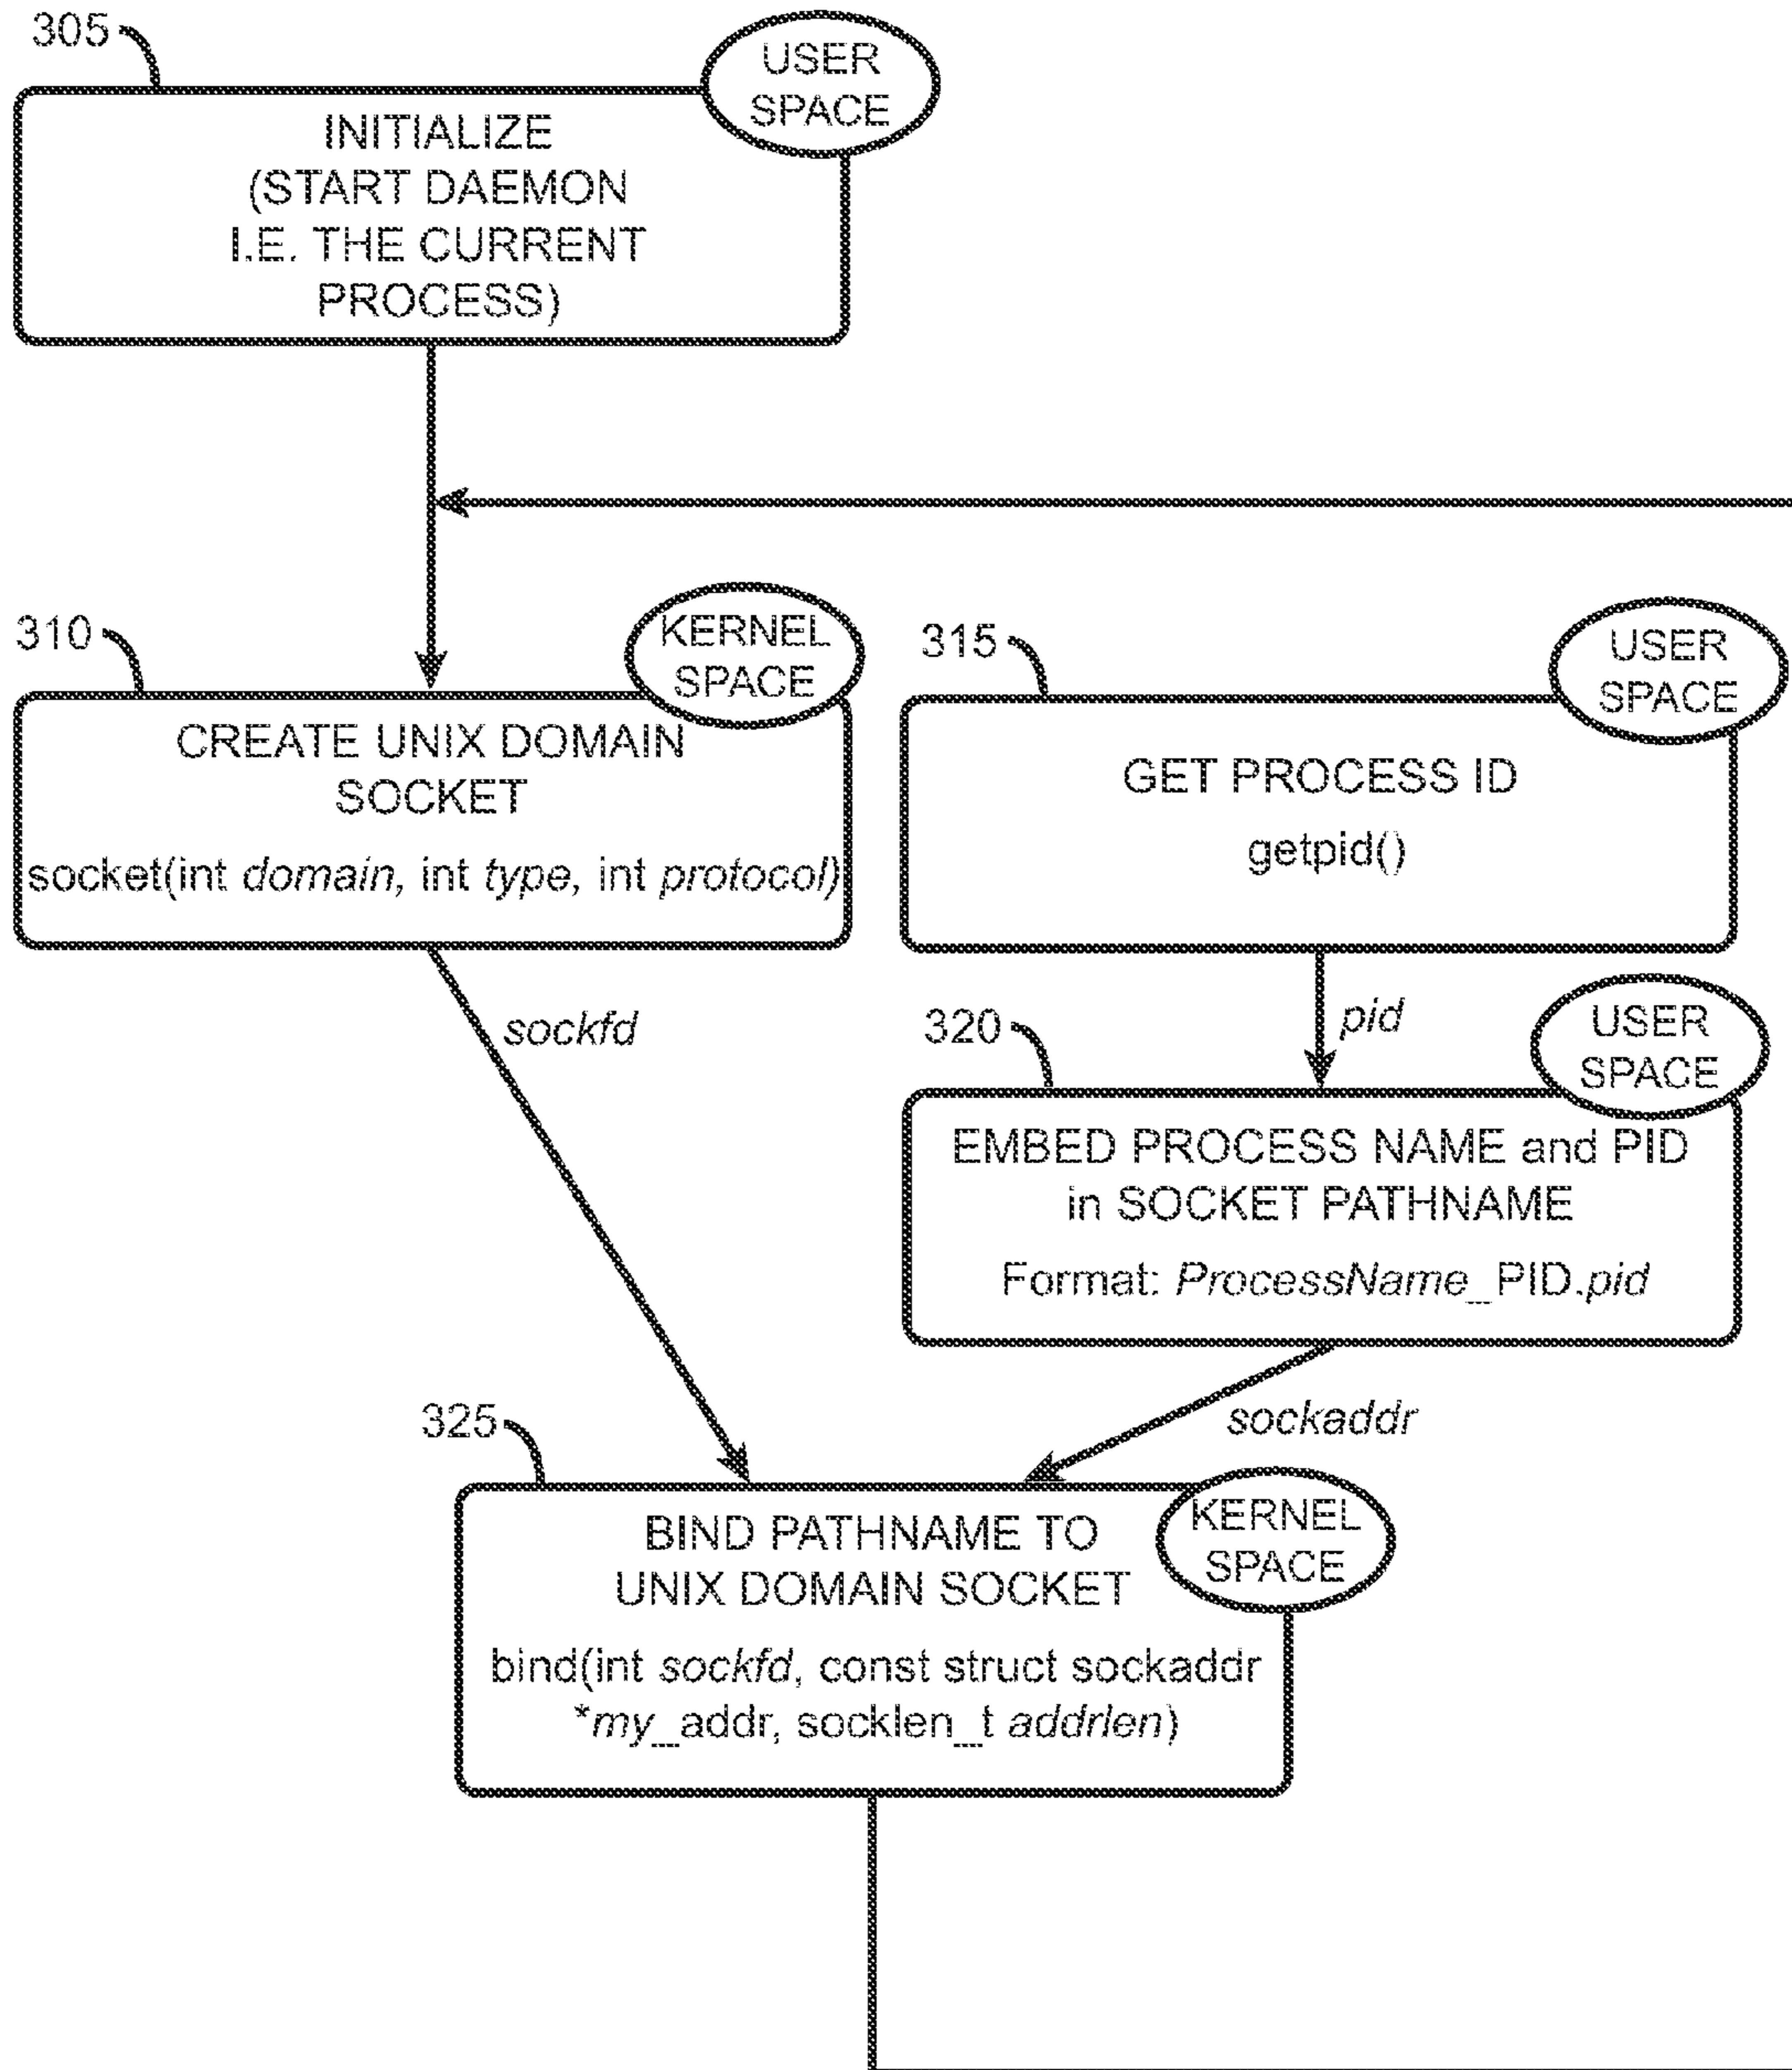 305
USER
SPACE
INITIALIZE
(START DAEMON
I.E. THE CURRENT
PROCESS)
310
KERNEL
SPACE
CREATE UNIX DOMAIN
SOCKET
socket(int domain, int type, int protocol)
315
USER
SPACE
GET PROCESS ID
getpid()
sockfd
pid
320
USER
SPACE
EMBED PROCESS NAME and PID
in SOCKET PATHNAME
Format: ProcessName_PID.pid
sockaddr
325
KERNEL
SPACE
BIND PATHNAME TO
UNIX DOMAIN SOCKET
bind(int sockfd, const struct sockaddr
*my_addr, socklen_t addrlen)